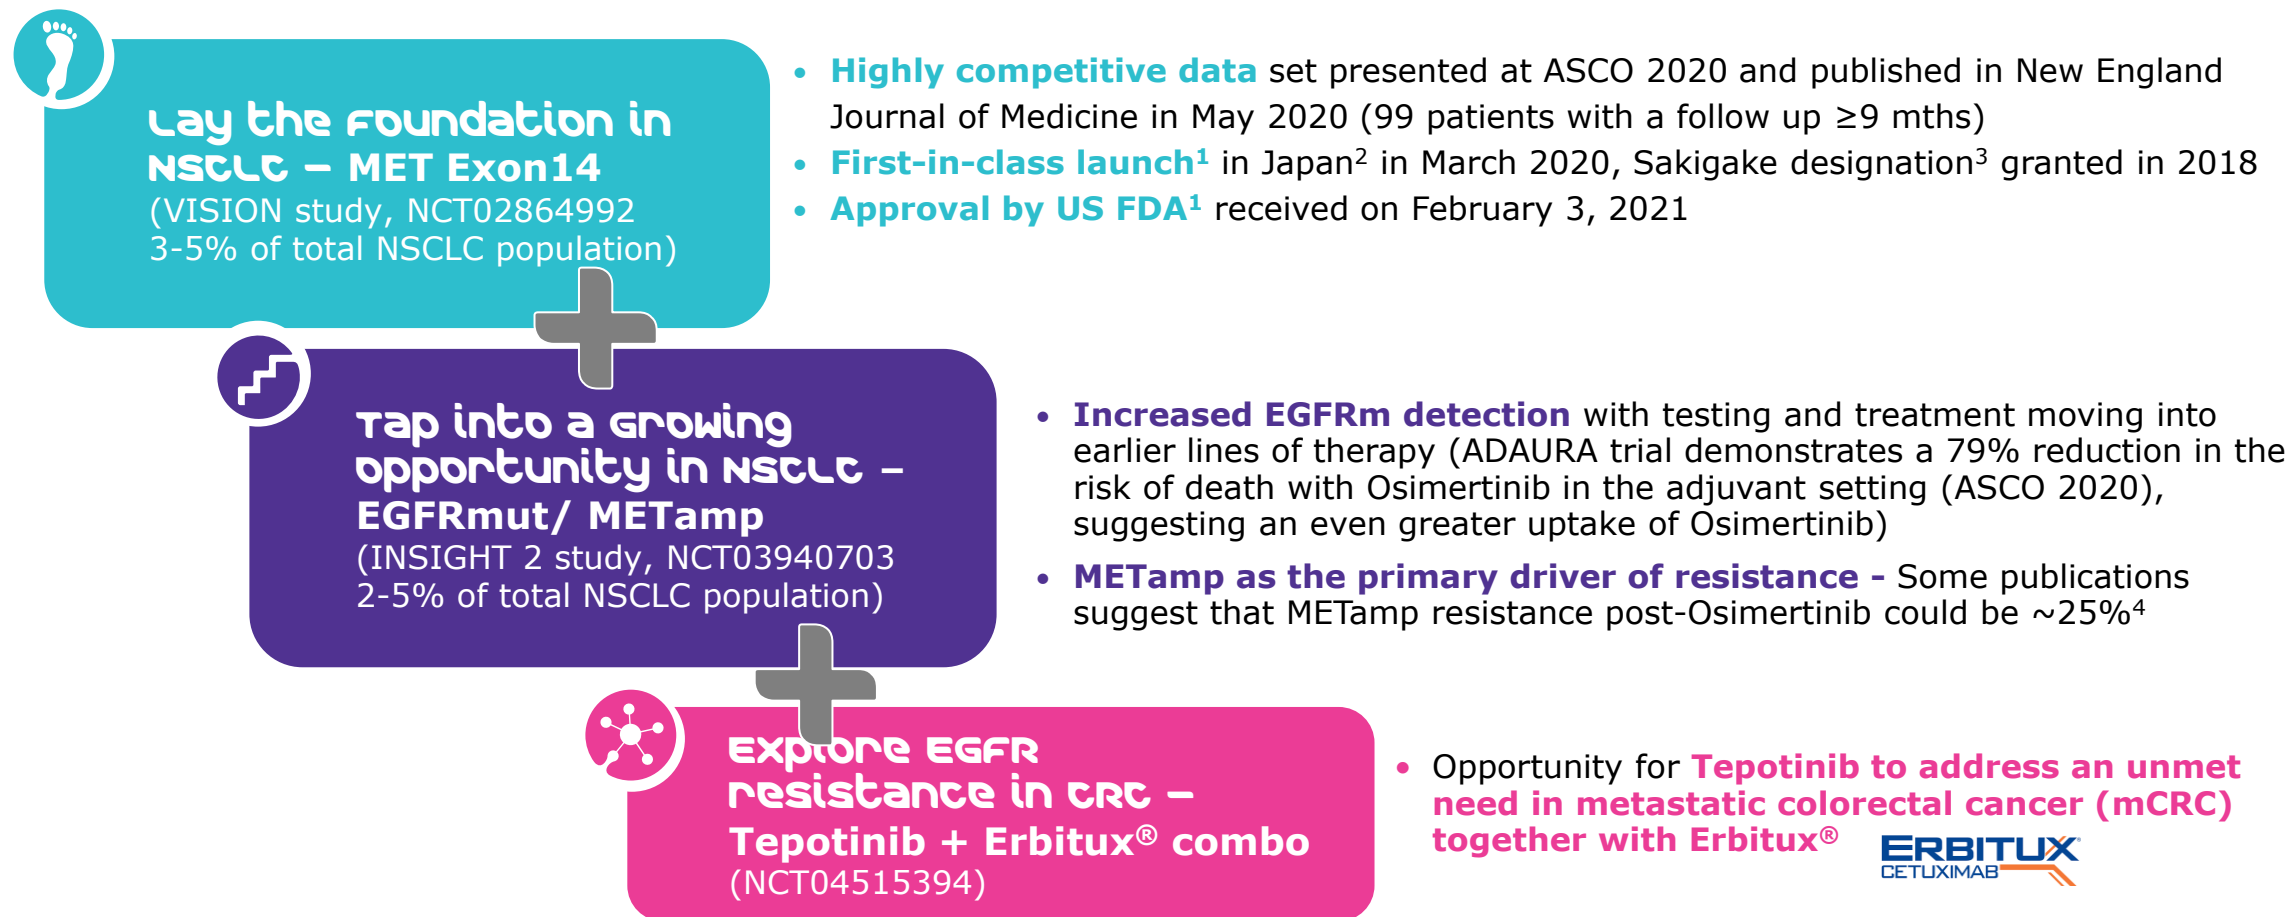 Lay the foundation in
NSCLC – MET Exon14
(VISION study, NCT02864992
3-5% of total NSCLC population)
• Highly competitive data set presented at ASCO 2020 and published in New England
Journal of Medicine in May 2020 (99 patients with a follow up ≥9 mths)
• First-in-class launch¹ in Japan² in March 2020, Sakigake designation³ granted in 2018
• Approval by US FDA¹ received on February 3, 2021
Tap into a growing
opportunity in NSCLC –
EGFRmut/ METamp
(INSIGHT 2 study, NCT03940703
2-5% of total NSCLC population)
• Increased EGFRm detection with testing and treatment moving into
earlier lines of therapy (ADAURA trial demonstrates a 79% reduction in the
risk of death with Osimertinib in the adjuvant setting (ASCO 2020),
suggesting an even greater uptake of Osimertinib)
• METamp as the primary driver of resistance - Some publications
suggest that METamp resistance post-Osimertinib could be ~25%⁴
Explore EGFR
resistance in CRC –
Tepotinib + Erbitux® combo
(NCT04515394)
• Opportunity for Tepotinib to address an unmet
need in metastatic colorectal cancer (mCRC)
together with Erbitux®
ERBITUX®
CETUXIMAB